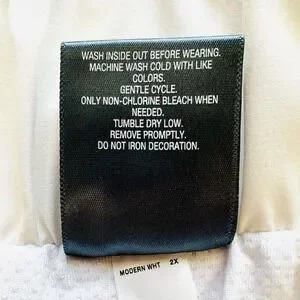 WASH INSIDE OUT BEFORE WEARING.
MACHINE WASH COLD WITH LIKE
COLORS.
GENTLE CYCLE.
ONLY NON-CHLORINE BLEACH WHEN
NEEDED.
TUMBLE DRY LOW.
REMOVE PROMPTLY.
DO NOT IRON DECORATION.
MODERN WHT 2X